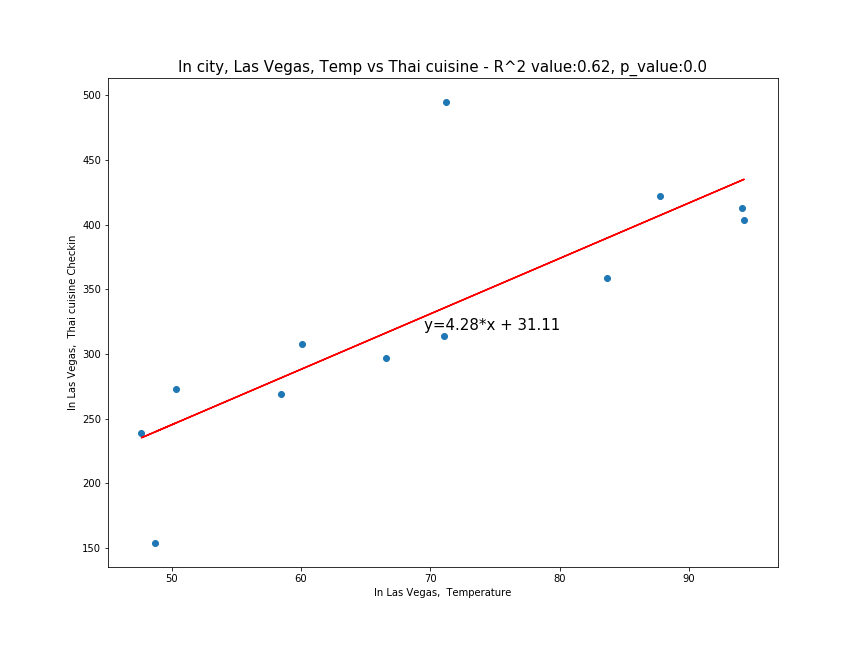 In city, Las Vegas, Temp vs Thai cuisine - R^2 value:0.62, p_value:0.0
500
450
400
350
300
250
200
150
In Las Vegas,  Thai cuisine Checkin
y=4.28*x + 31.11
50 60 70 80 90
In Las Vegas,  Temperature